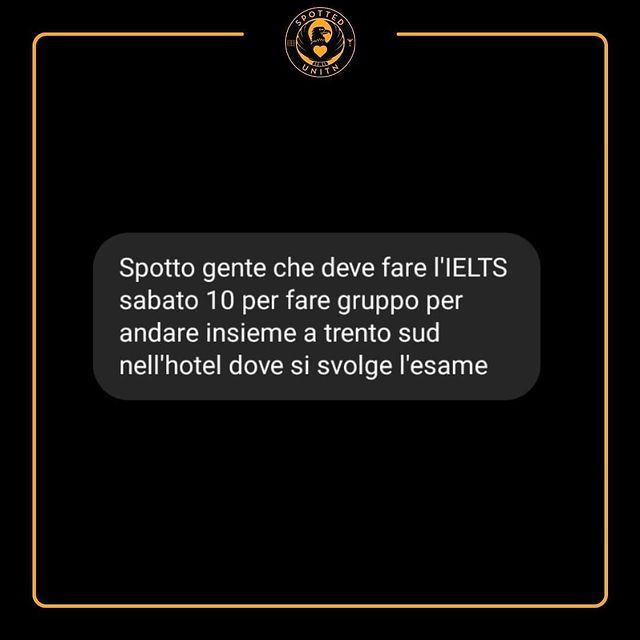 SPOTTED
UNITN
Spotto gente che deve fare l'IELTS
sabato 10 per fare gruppo per
andare insieme a trento sud
nell'hotel dove si svolge l'esame